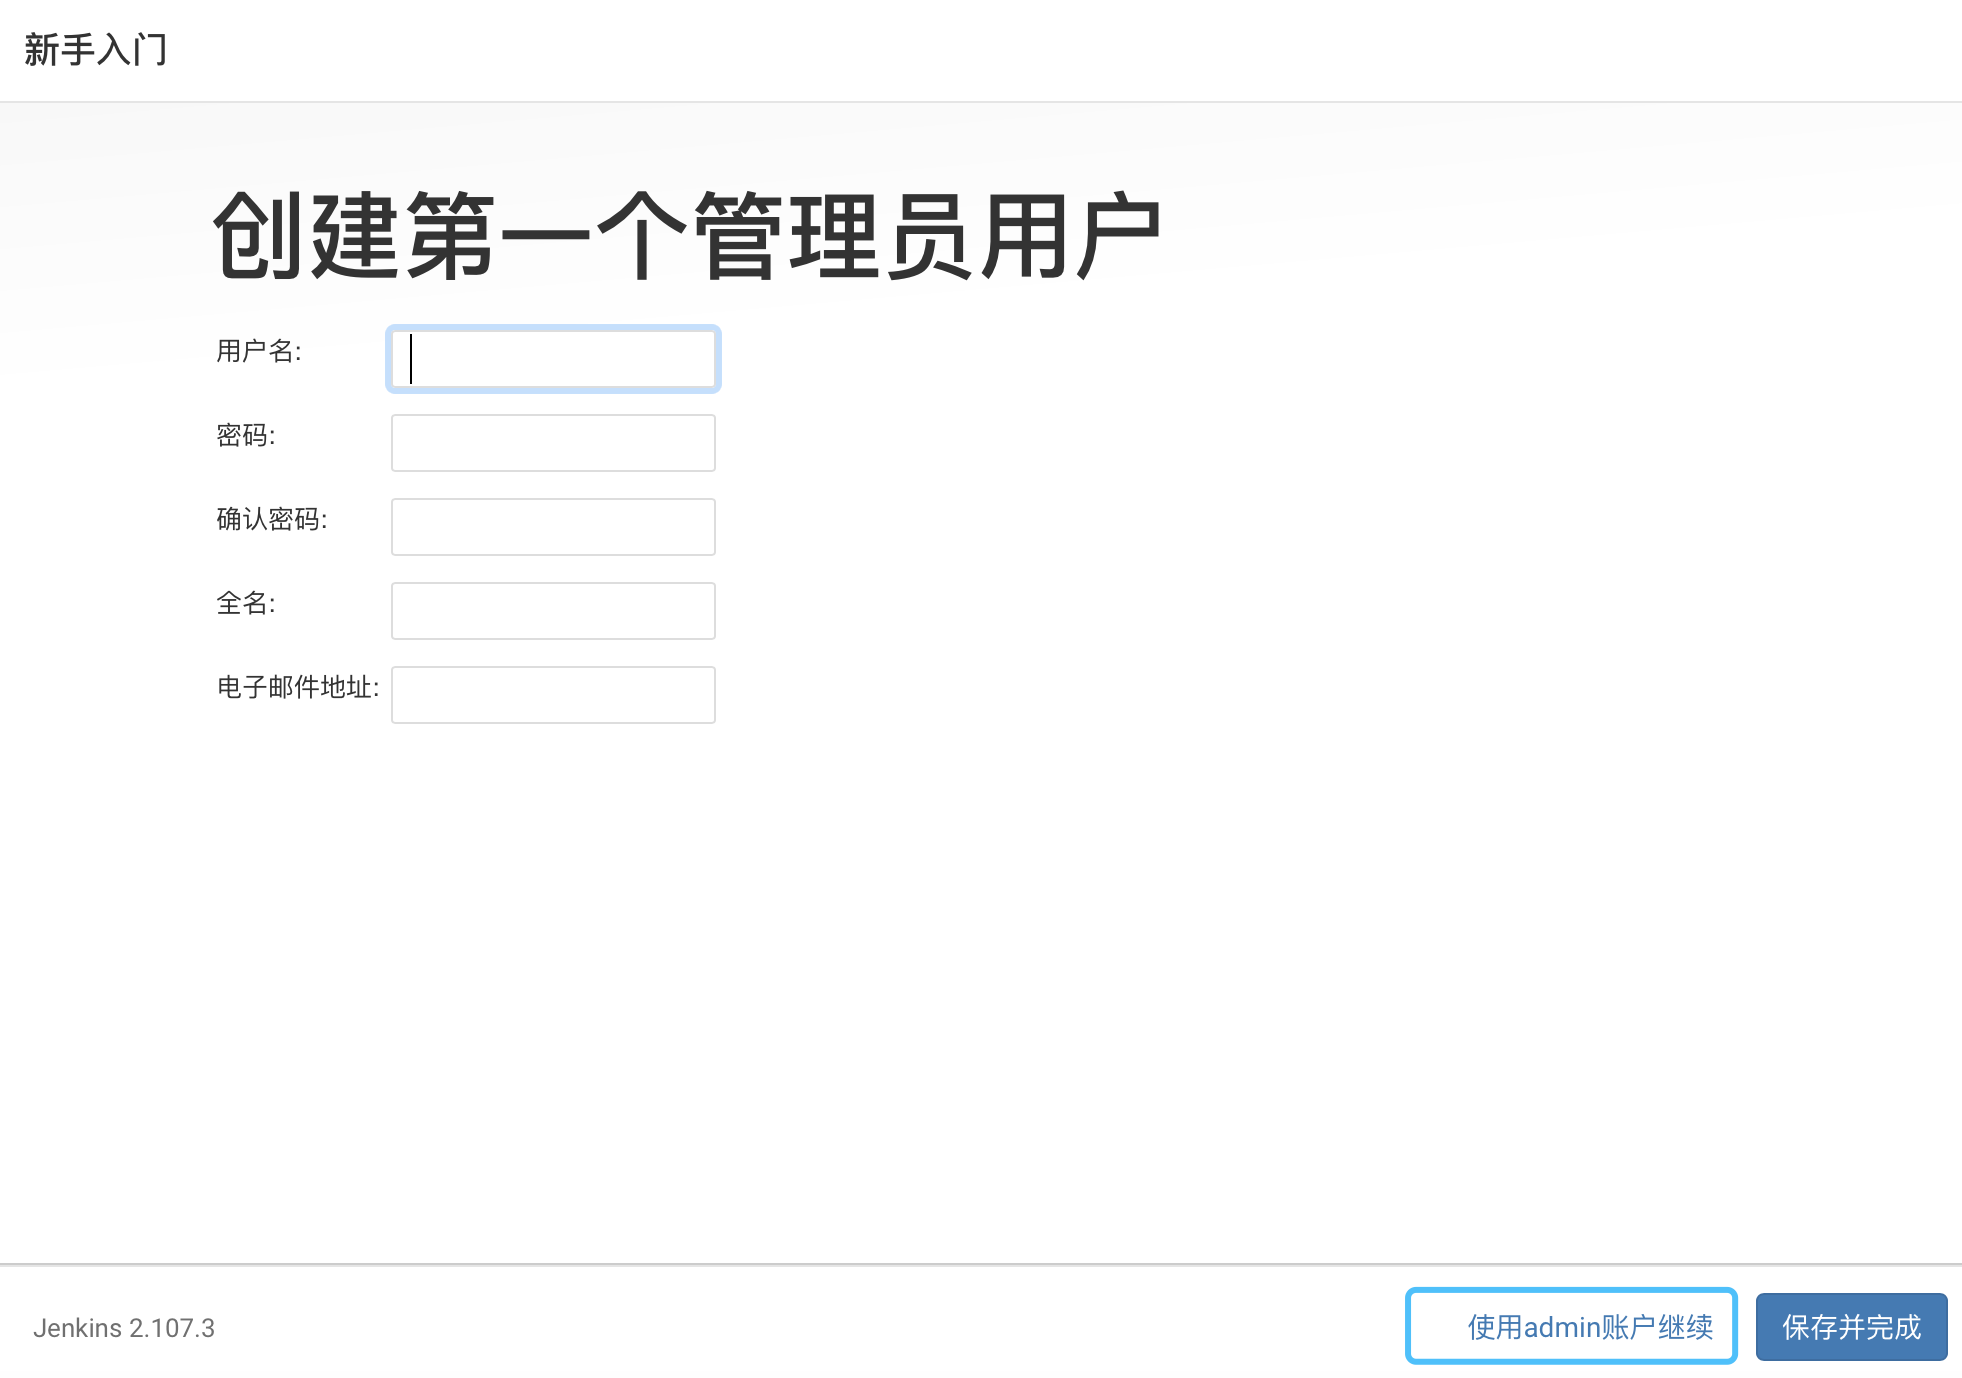 新手入门
创建第一个管理员用户
用户名:
密码:
确认密码:
全名:
电子邮件地址:
Jenkins 2.107.3
使用admin账户继续
保存并完成